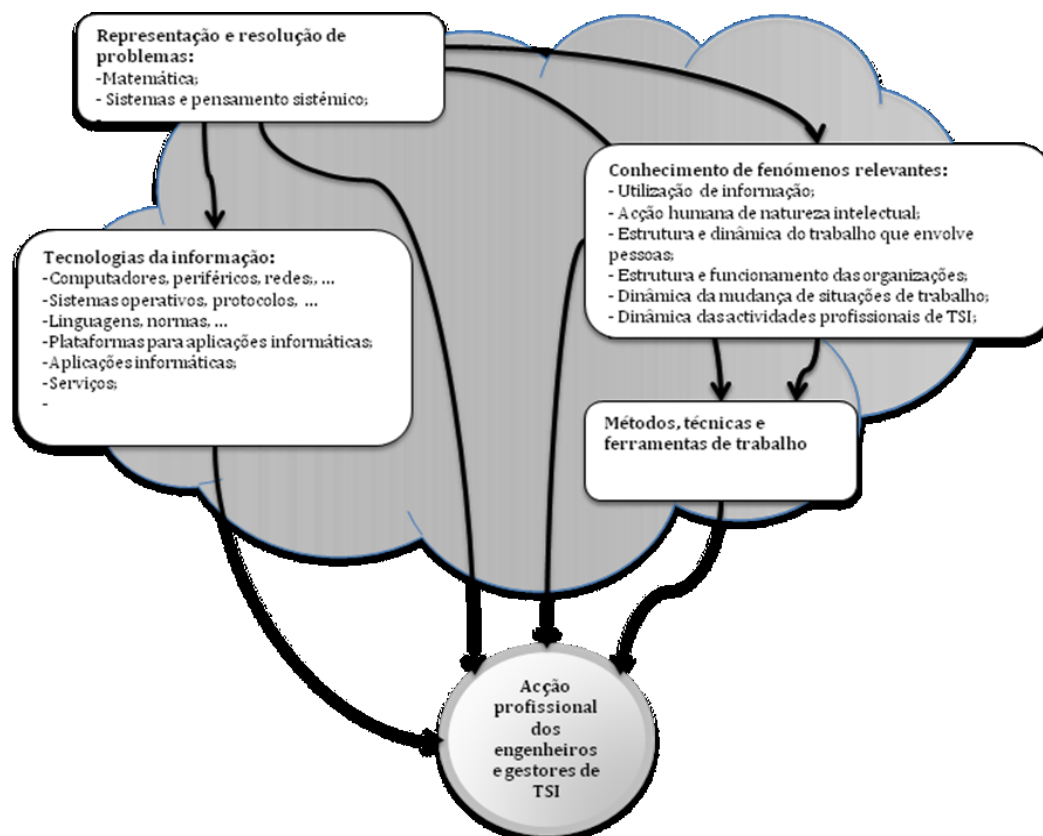 Representação e resolução de
problemas:
-Matemática;
- Sistemas e pensamento sistémico;
-
Conhecimento de fenómenos relevantes:
- Utilização de informação;
- Acção humana de natureza intelectual;
- Estrutura e dinâmica do trabalho que envolve
pessoas;
- Estrutura e funcionamento das organizações;
- Dinâmica da mudança de situações de trabalho;
- Dinâmica das actividades profissionais de TSI;
Tecnologias da informação:
-Computadores, periféricos, redes;, ...
-Sistemas operativos, protocolos, ...
-Linguagens, normas, ...
-Plataformas para aplicações informáticas;
-Aplicações informáticas;
-Serviços;
-
Métodos, técnicas e
ferramentas de trabalho
Acção
profissional
dos
engenheiros
e gestores de
TSI